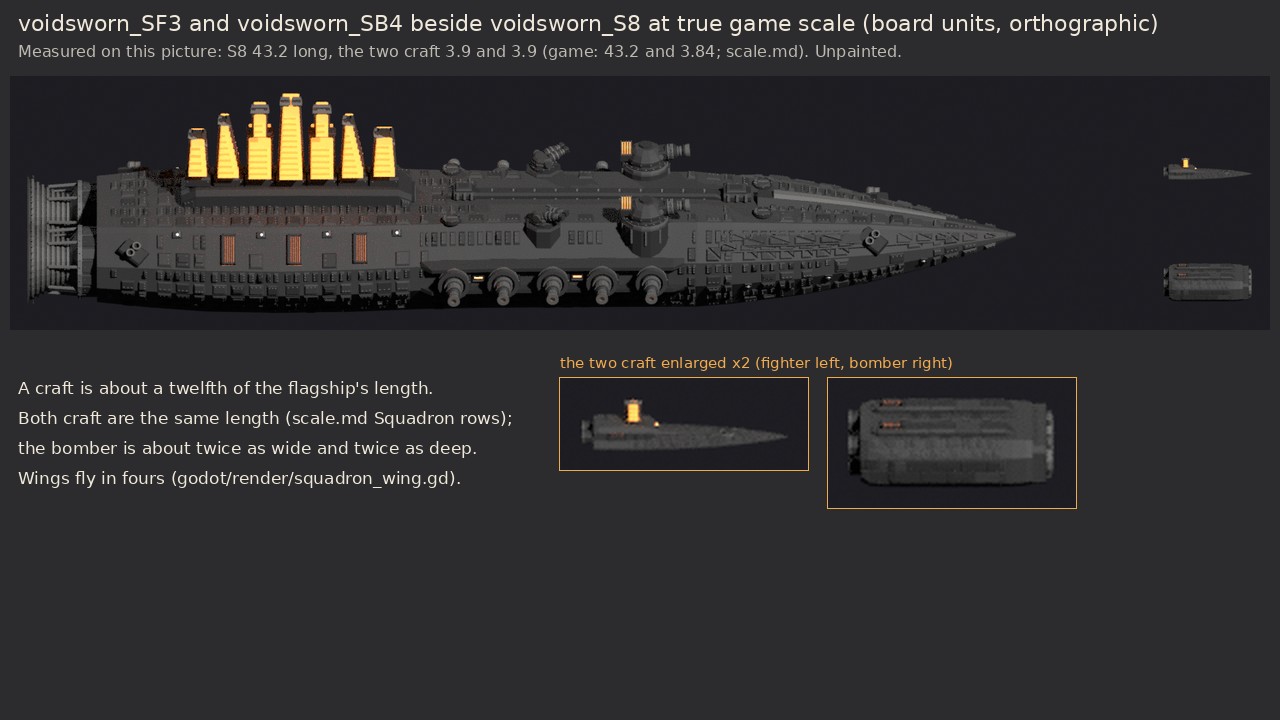 voidsworn_SF3 and voidsworn_SB4 beside voidsworn_S8 at true game scale (board units, orthographic)
Measured on this picture: S8 43.2 long, the two craft 3.9 and 3.9 (game: 43.2 and 3.84; scale.md). Unpainted.
the two craft enlarged x2 (fighter left, bomber right)
A craft is about a twelfth of the flagship's length.
Both craft are the same length (scale.md Squadron rows);
the bomber is about twice as wide and twice as deep.
Wings fly in fours (godot/render/squadron_wing.gd).